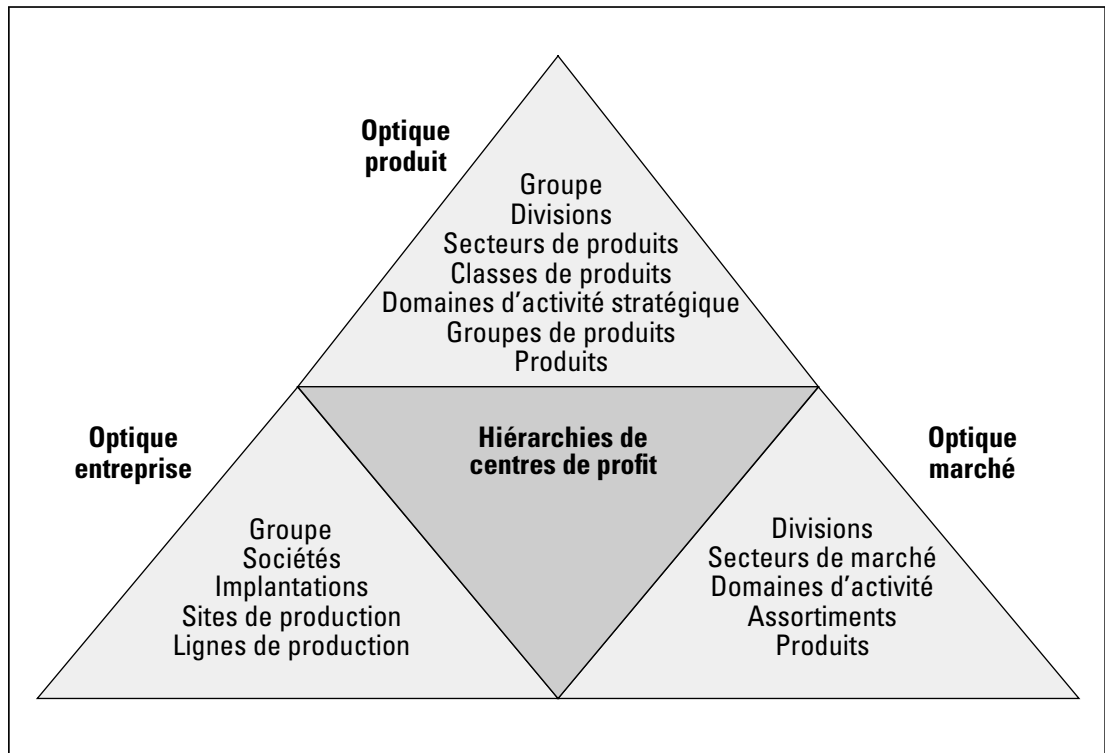 Optique
produit
Groupe
Divisions
Secteurs de produits
Classes de produits
Domaines d’activité stratégique
Groupes de produits
Produits
Optique
entreprise
Hiérarchies de
centres de profit
Optique
marché
Groupe
Sociétés
Implantations
Sites de production
Lignes de production
Divisions
Secteurs de marché
Domaines d’activité
Assortiments
Produits